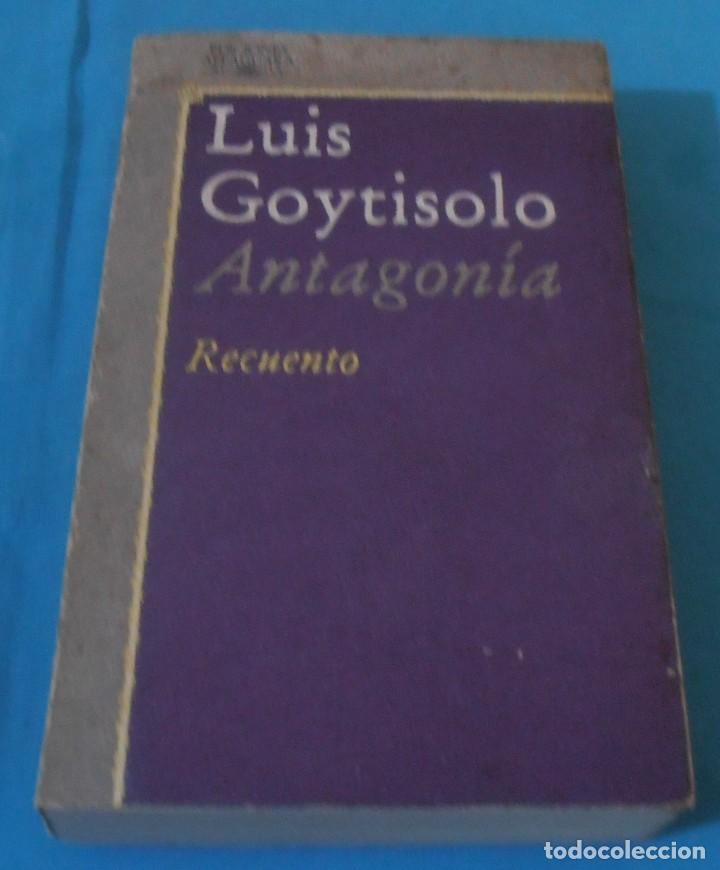 Luis
Goytisolo
Antagonía
Recuento
todocoleccion